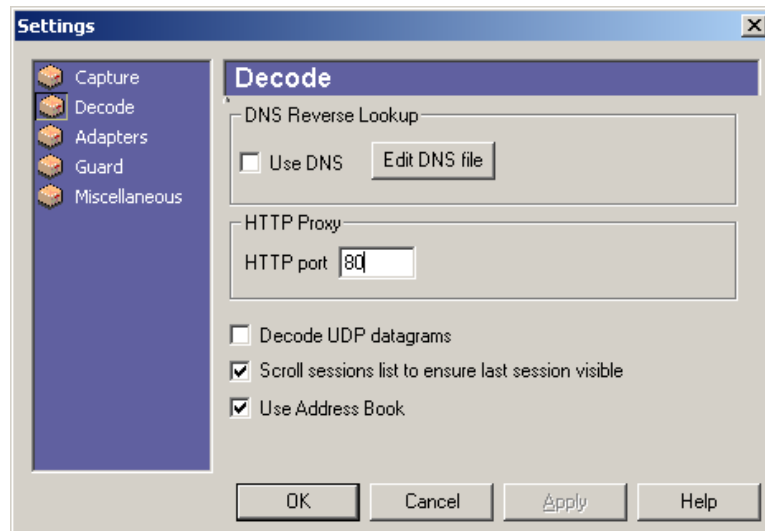 Settings
Capture
Decode
Adapters
Guard
Miscellaneous
Decode
DNS Reverse Lookup
Use DNS
Edit DNS file
HTTP Proxy
HTTP port 80
Decode UDP datagrams
Scroll sessions list to ensure last session visible
Use Address Book
OK Cancel Apply Help